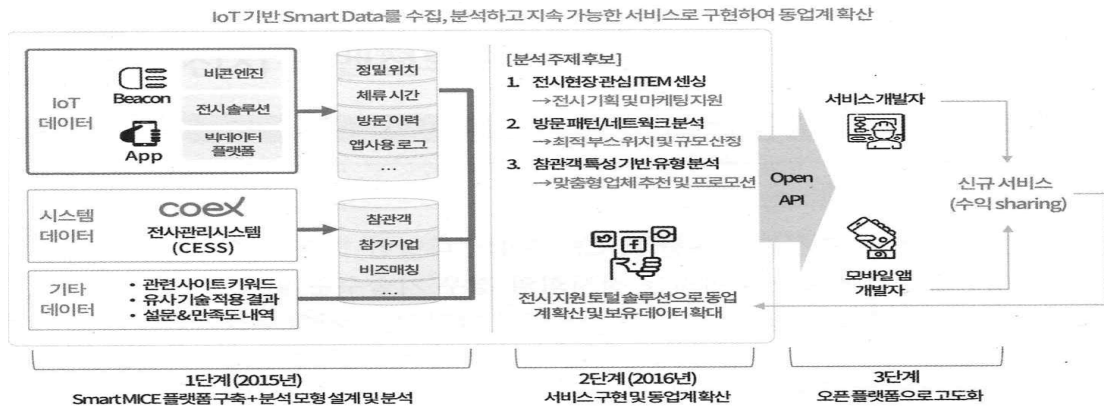 IoT 기반 Smart Data를 수집, 분석하고 지속 가능한 서비스로 구현하여 동업계 확산
IoT
데이터
Beacon
App
비콘 엔진
전시 솔루션
빅데이터
플랫폼
정밀 위치
체류 시간
방문 이력
앱사용 로그
...
시스템
데이터
coex
전사관리시스템
(CESS)
참관객
참가기업
비즈매칭
...
기타
데이터
• 관련 사이트 키워드
• 유사 기술 적용 결과
• 설문 & 만족도 내역
[분석 주제 후보]
1. 전시현장 관심 ITEM 센싱
→ 전시 기획 및 마케팅 지원
2. 방문 패턴/네트워크 분석
→ 최적 부스 위치 및 규모 산정
3. 참관객 특성 기반 유형 분석
→ 맞춤형 업체 추천 및 프로모션
전시 지원 토털 솔루션으로 동업
계 확산 및 보유 데이터 확대
Open
API
서비스 개발자
모바일 앱
개발자
신규 서비스
(수익 sharing)
1단계 (2015년)
Smart MICE 플랫폼 구축 + 분석 모형 설계 및 분석
2단계 (2016년)
서비스 구현 및 동업계 확산
3단계
오픈 플랫폼으로 고도화